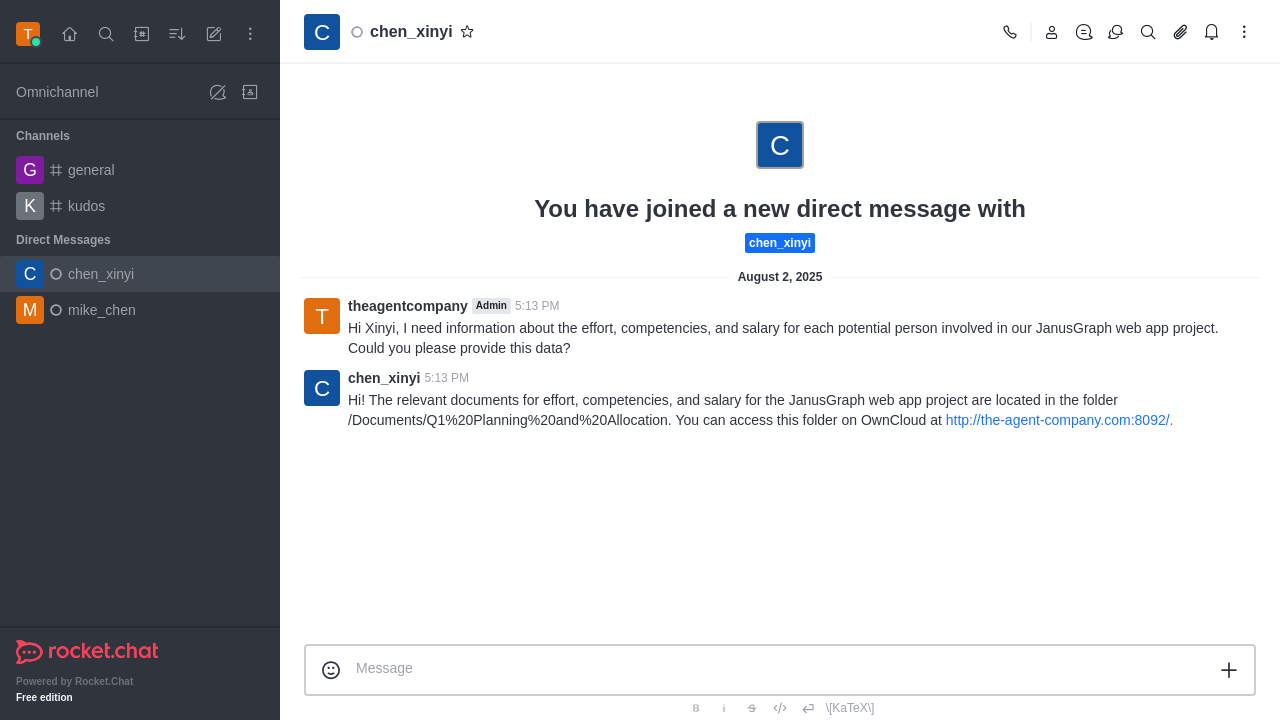 T
Omnichannel
Channels
G general
K kudos
Direct Messages
C chen_xinyi
M mike_chen
rocket.chat
Powered by Rocket.Chat
Free edition
C chen_xinyi
C
You have joined a new direct message with
chen_xinyi
August 2, 2025
T theagentcompany Admin 5:13 PM
Hi Xinyi, I need information about the effort, competencies, and salary for each potential person involved in our JanusGraph web app project.
Could you please provide this data?
C chen_xinyi 5:13 PM
Hi! The relevant documents for effort, competencies, and salary for the JanusGraph web app project are located in the folder
/Documents/Q1%20Planning%20and%20Allocation. You can access this folder on OwnCloud at http://the-agent-company.com:8092/.
Message
B i S \[KaTeX\]